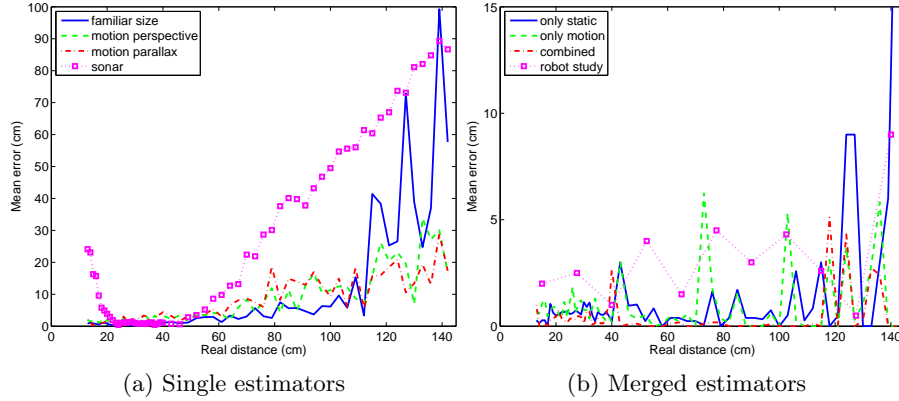 familiar size
motion perspective
motion parallax
sonar
100
90
80
70
60
50
40
30
20
10
0
Mean error (cm)
20 40 60 80 100 120 140
Real distance (cm)
(a) Single estimators
only static
only motion
combined
robot study
15
10
5
0
Mean error (cm)
20 40 60 80 100 120 140
Real distance (cm)
(b) Merged estimators